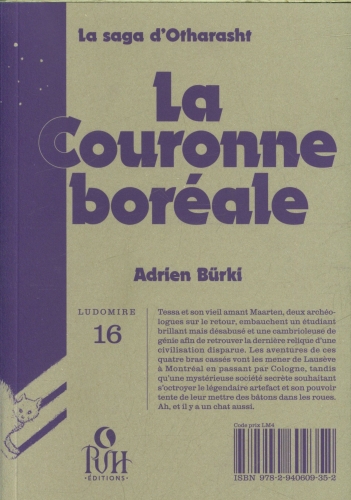 La saga d'Otharasht
La
Couronne
boréale
Adrien Bürki
LUDOMIRE
16
Tessa et son vieil amant Maarten, deux archéo-
logues sur le retour, embauchent un étudiant
brillant mais désabusé et une cambrioleuse de
génie afin de retrouver la dernière relique d'une
civilisation disparue. Les aventures de ces
quatre bras cassés vont les mener de Lausève
à Montréal en passant par Cologne, tandis
qu'une mystérieuse société secrète souhaitant
s'octroyer le légendaire artefact et son pouvoir
tente de leur mettre des bâtons dans les roues.
Ah, et il y a un chat aussi.
PVH
·ÉDITIONS·
Code prix LM4
ISBN 978-2-940609-35-2